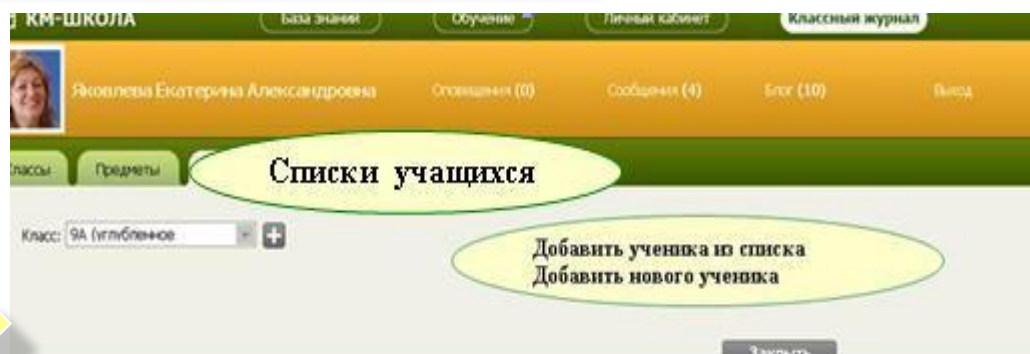 КМ-ШКОЛА База знаний Обучение Личный кабинет Классный журнал
Яковлева Екатерина Александровна Оповещения (0) Сообщения (4) Блог (10) Выход
Классы Предметы Списки учащихся
Класс: 9А (углубленное
Добавить ученика из списка
Добавить нового ученика
Закрыть